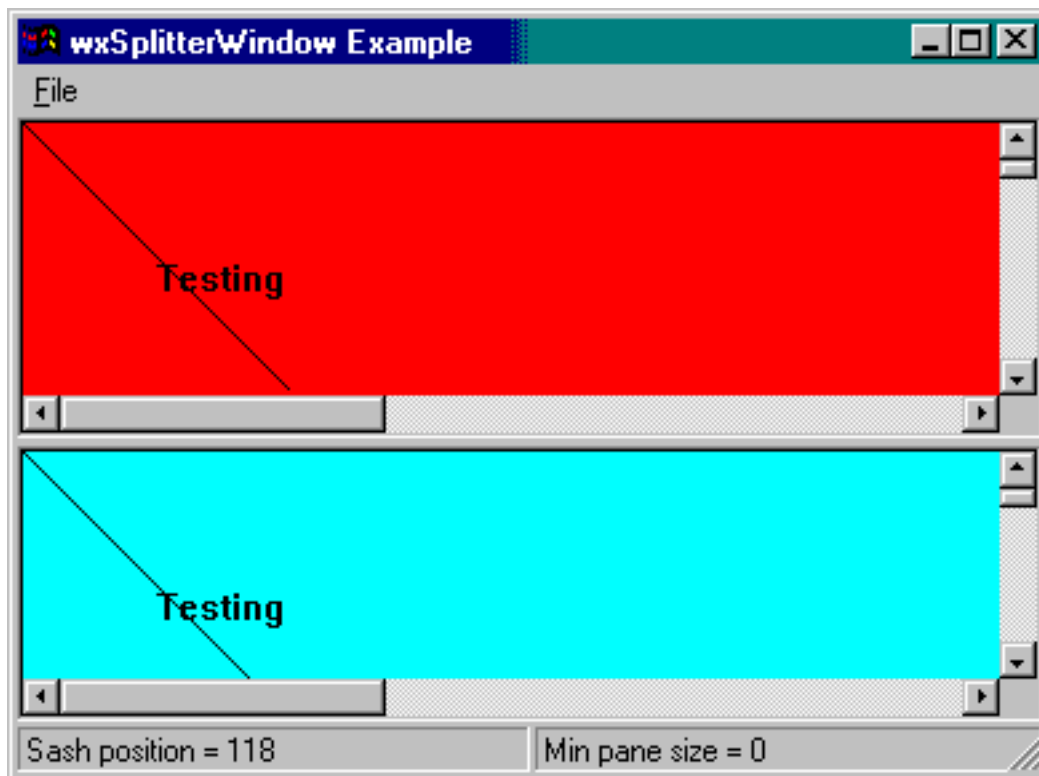 wxSplitterWindow Example
File
Testing
Testing
Sash position = 118
Min pane size = 0